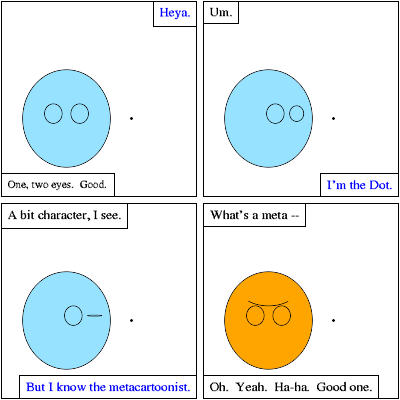 Heya.
One, two eyes.  Good.
Um.
I'm the Dot.
A bit character, I see.
But I know the metacartoonist.
What's a meta --
Oh.  Yeah.  Ha-ha.  Good one.